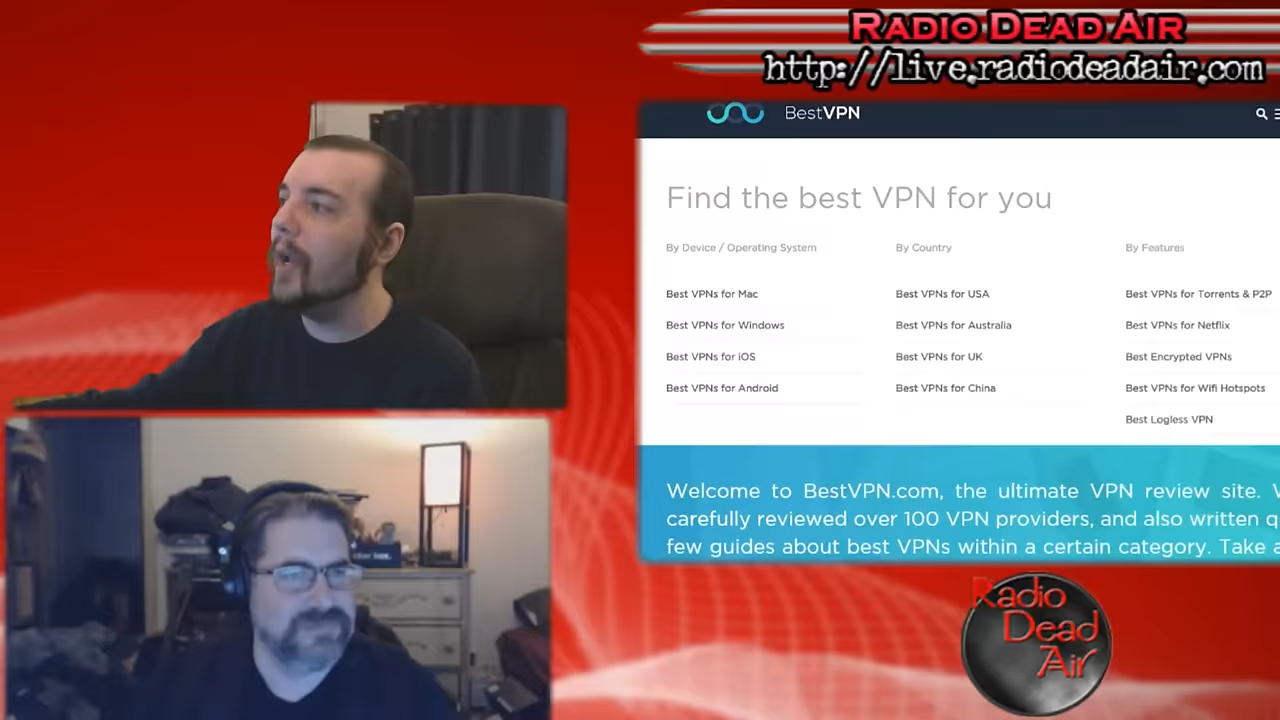 Radio Dead Air
http://live.radiodeadair.com
BestVPN
Find the best VPN for you
By Device / Operating System
Best VPNs for Mac
Best VPNs for Windows
Best VPNs for iOS
Best VPNs for Android
By Country
Best VPNs for USA
Best VPNs for Australia
Best VPNs for UK
Best VPNs for China
By Features
Best VPNs for Torrents & P2P
Best VPNs for Netflix
Best Encrypted VPNs
Best VPNs for Wifi Hotspots
Best Logless VPN
Welcome to BestVPN.com, the ultimate VPN review site.
carefully reviewed over 100 VPN providers, and also written
few guides about best VPNs within a certain category. Take
Radio
Dead
Air